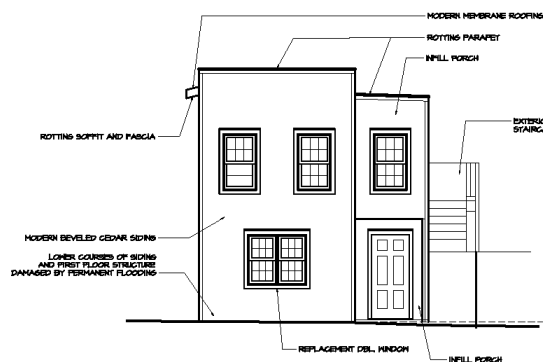 MODERN MEMBRANE ROOFING
ROTTING PARAPET
INFILL PORCH
ROTTING SOFFIT AND FASCIA
MODERN BEVELED CEDAR SIDING
LOWER COURSES OF SIDING
AND FIRST FLOOR STRUCTURE
DAMAGED BY PERMANENT FLOODING
REPLACEMENT DBL. WINDOW
INFILL PORCH